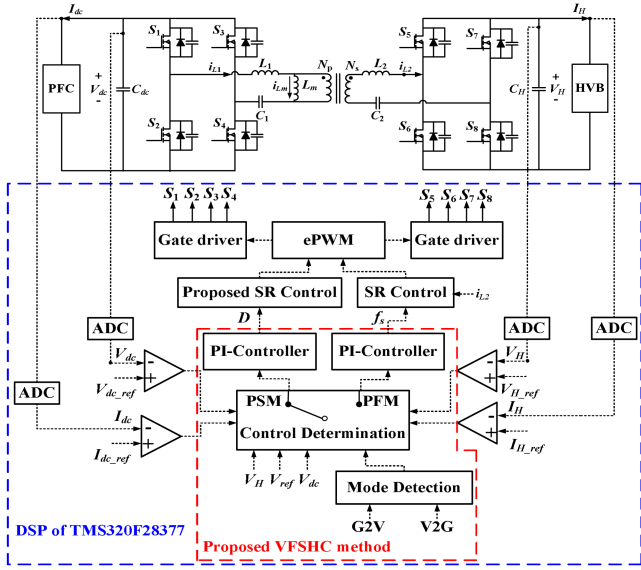 I_dc
I_H
S_1
S_3
S_5
S_7
PFC
+
V_dc
-
C_dc
i_L1
L_1
N_p
N_s
L_2
i_L2
C_H
+
V_H
-
HVB
i_Lm
L_m
C_1
C_2
S_2
S_4
S_6
S_8
S_1 S_2 S_3 S_4
S_5 S_6 S_7 S_8
Gate driver
ePWM
Gate driver
Proposed SR Control
SR Control
i_L2
D
f_s
ADC
ADC
ADC
ADC
PI-Controller
PI-Controller
V_dc
-
+
V_dc_ref
V_H
-
+
V_H_ref
PSM
PFM
Control Determination
I_dc
-
+
I_dc_ref
I_H
-
+
I_H_ref
V_H V_ref V_dc
Mode Detection
G2V
V2G
DSP of TMS320F28377
Proposed VFSHC method